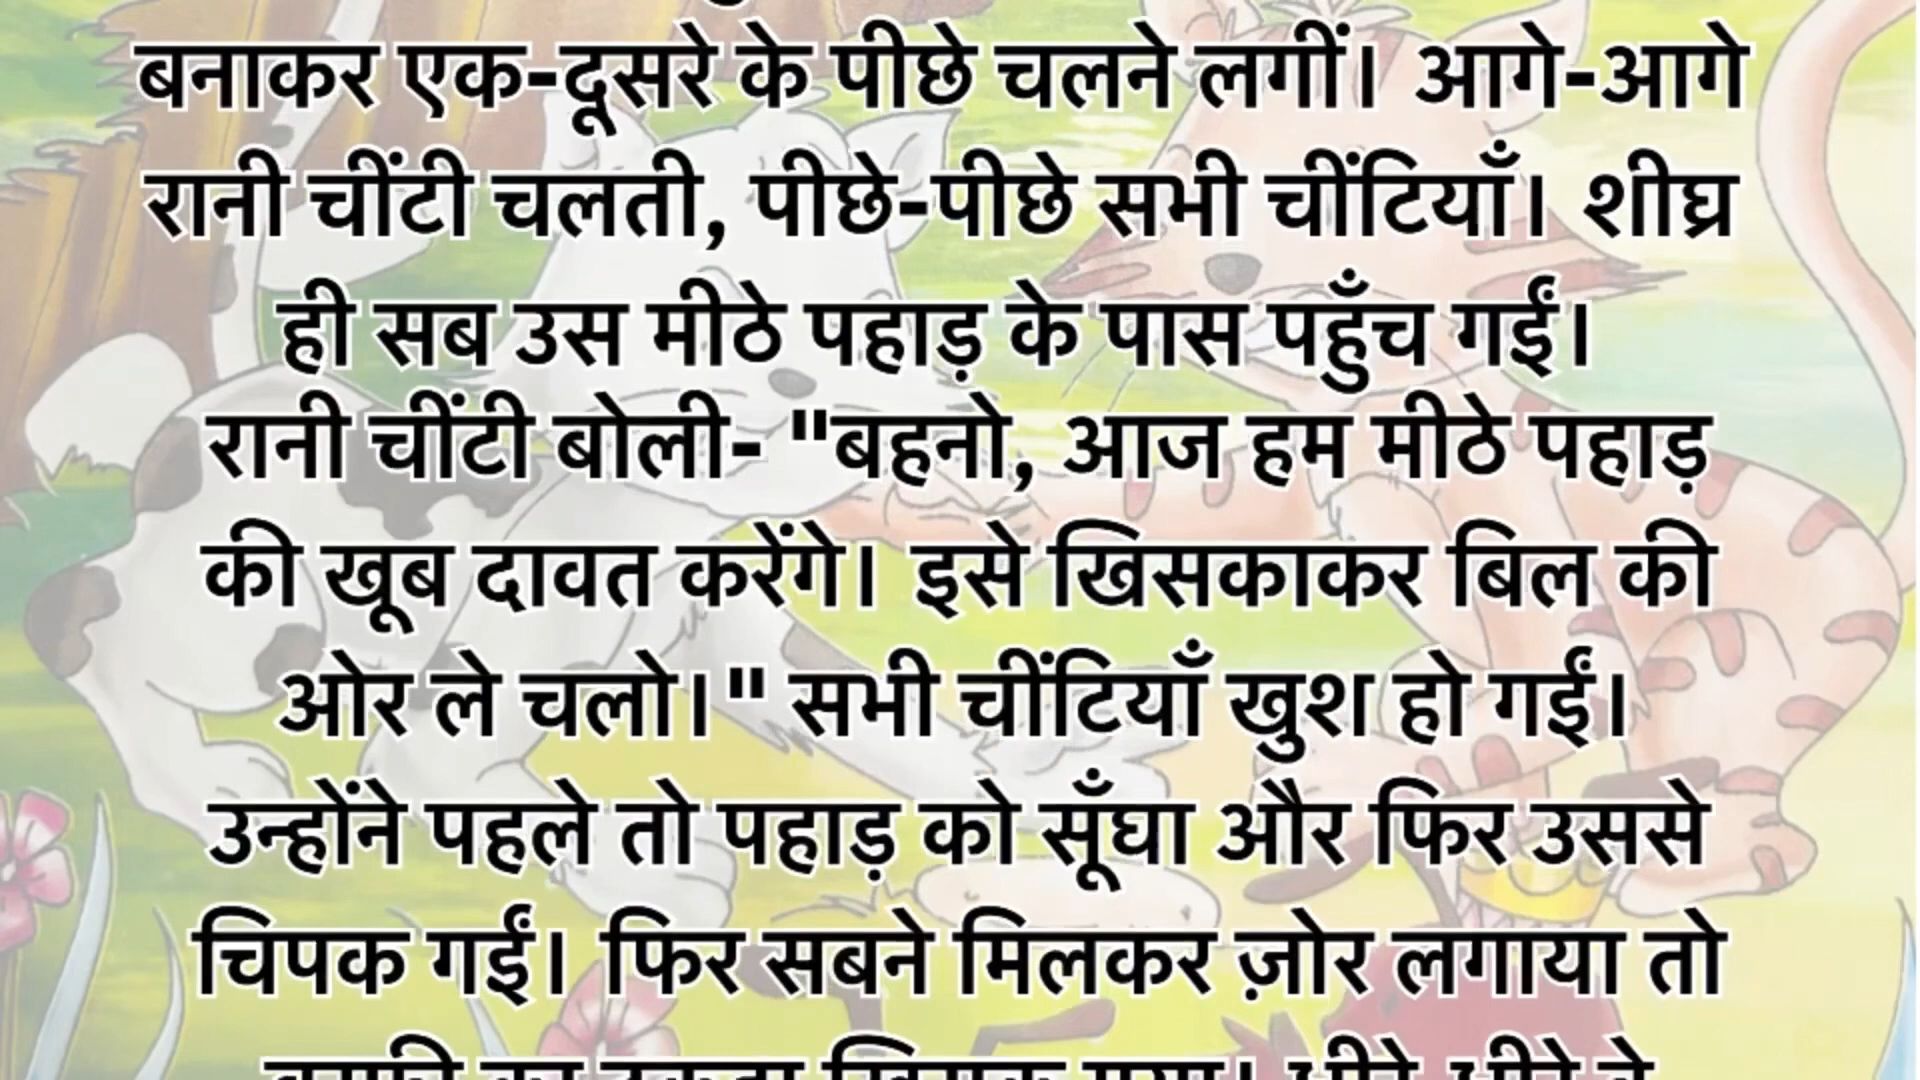 बनाकर एक-दूसरे के पीछे चलने लगीं। आगे-आगे
रानी चींटी चलती, पीछे-पीछे सभी चींटियाँ। शीघ्र
ही सब उस मीठे पहाड़ के पास पहुँच गईं।
रानी चींटी बोली- "बहनो, आज हम मीठे पहाड़
की खूब दावत करेंगे। इसे खिसकाकर बिल की
ओर ले चलो।" सभी चींटियाँ खुश हो गईं।
उन्होंने पहले तो पहाड़ को सूँघा और फिर उससे
चिपक गईं। फिर सबने मिलकर ज़ोर लगाया तो